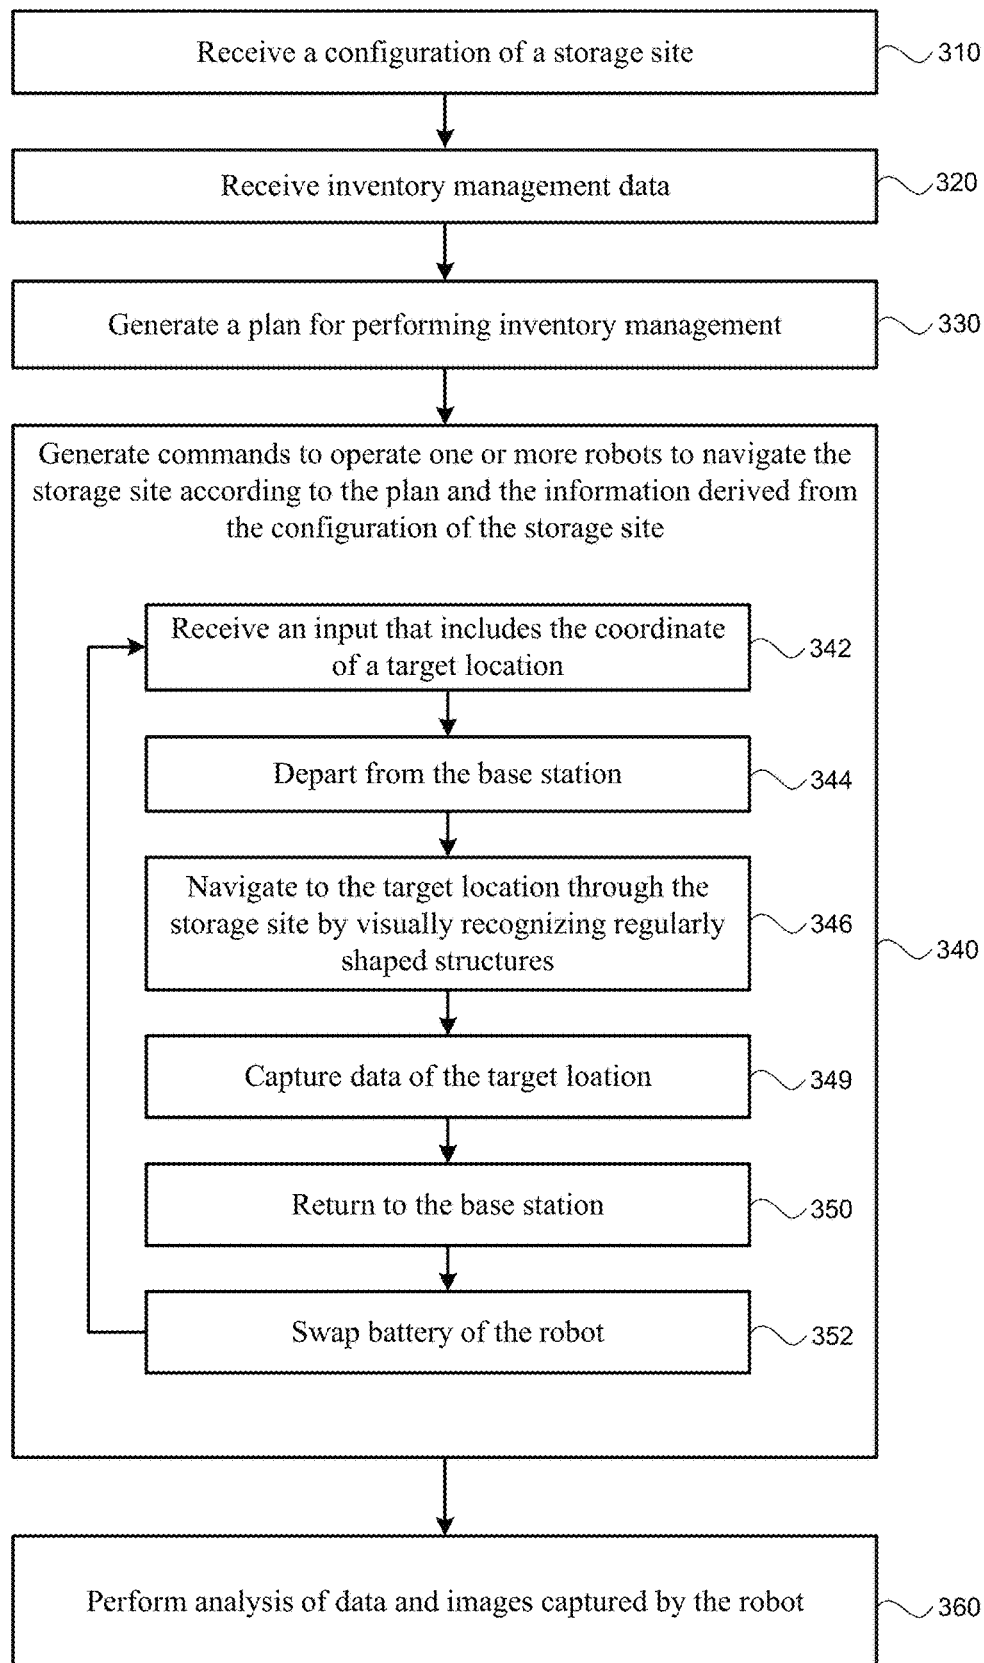 Receive a configuration of a storage site
310
Receive inventory management data
320
Generate a plan for performing inventory management
330
Generate commands to operate one or more robots to navigate the
storage site according to the plan and the information derived from
the configuration of the storage site
Receive an input that includes the coordinate
of a target location
342
Depart from the base station
344
Navigate to the target location through the
storage site by visually recognizing regularly
shaped structures
346
340
Capture data of the target loation
349
Return to the base station
350
Swap battery of the robot
352
Perform analysis of data and images captured by the robot
360